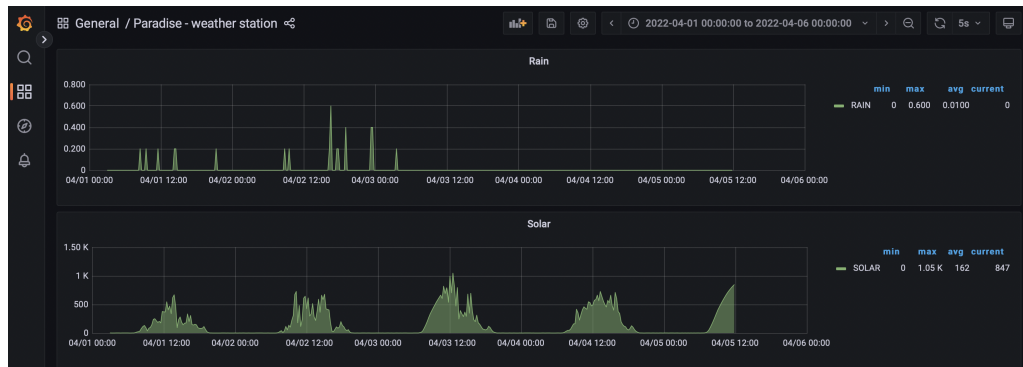 General / Paradise - weather station
2022-04-01 00:00:00 to 2022-04-06 00:00:00
5s
Rain
0.800
0.600
0.400
0.200
0
04/01 00:00 04/01 12:00 04/02 00:00 04/02 12:00 04/03 00:00 04/03 12:00 04/04 00:00 04/04 12:00 04/05 00:00 04/05 12:00 04/06 00:00
min max avg current
RAIN 0 0.600 0.0100 0
Solar
1.50 K
1 K
500
0
04/01 00:00 04/01 12:00 04/02 00:00 04/02 12:00 04/03 00:00 04/03 12:00 04/04 00:00 04/04 12:00 04/05 00:00 04/05 12:00 04/06 00:00
min max avg current
SOLAR 0 1.05 K 162 847